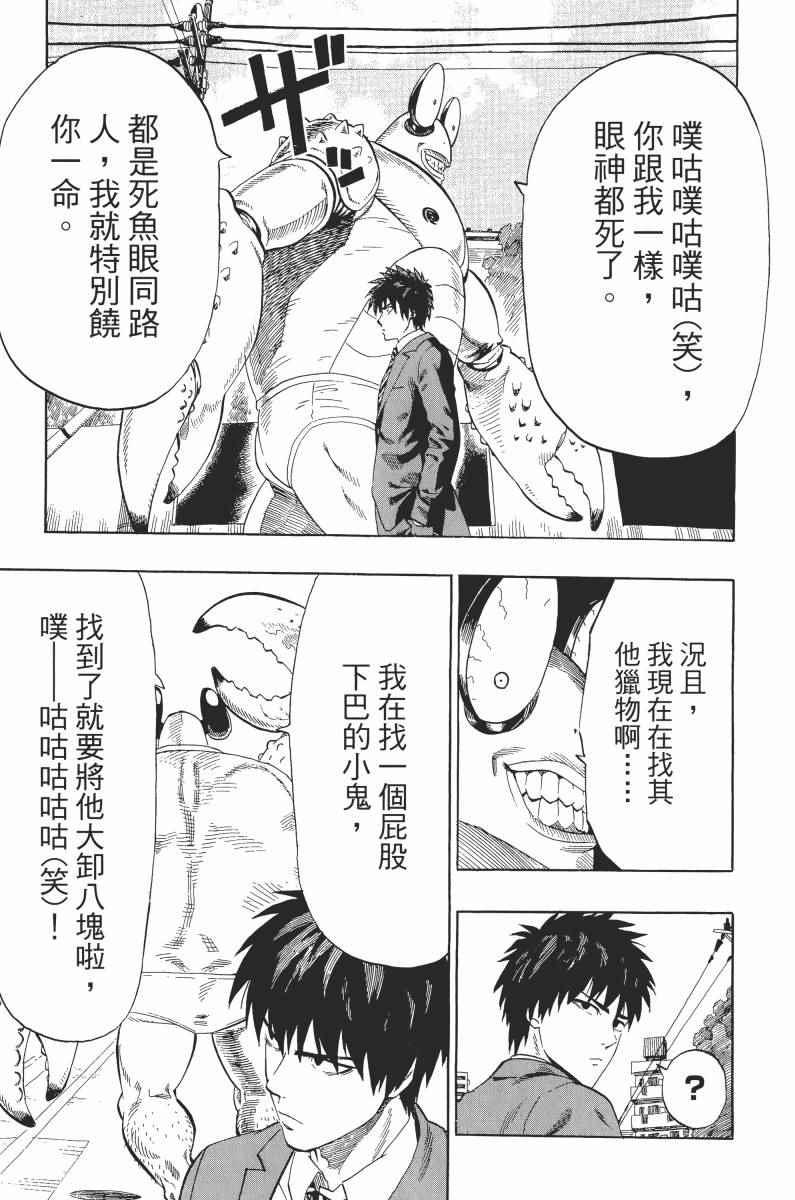 噗咕噗咕噗咕（笑），
你跟我一樣，
眼神都死了。
ザッ
都是死魚眼同路
人，我就特別饒
你一命。
況且，
我現在在找其
他獵物啊……
?
我在找一個屁股
下巴的小鬼，
找到了就要將他大卸八塊啦，
噗——咕咕咕咕咕（笑）！